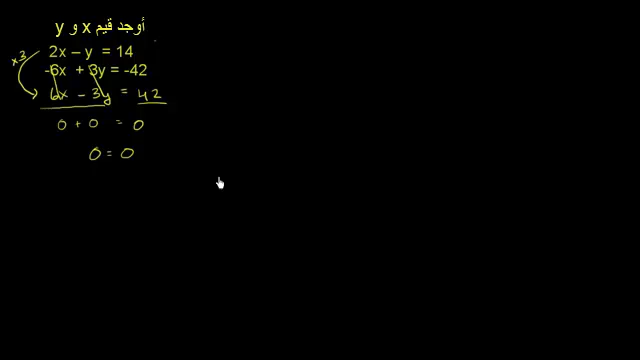 أوجد قيم x و y
2x – y = 14
-6x + 3y = -42
x3
6x - 3y = 42
0 + 0 = 0
0 = 0